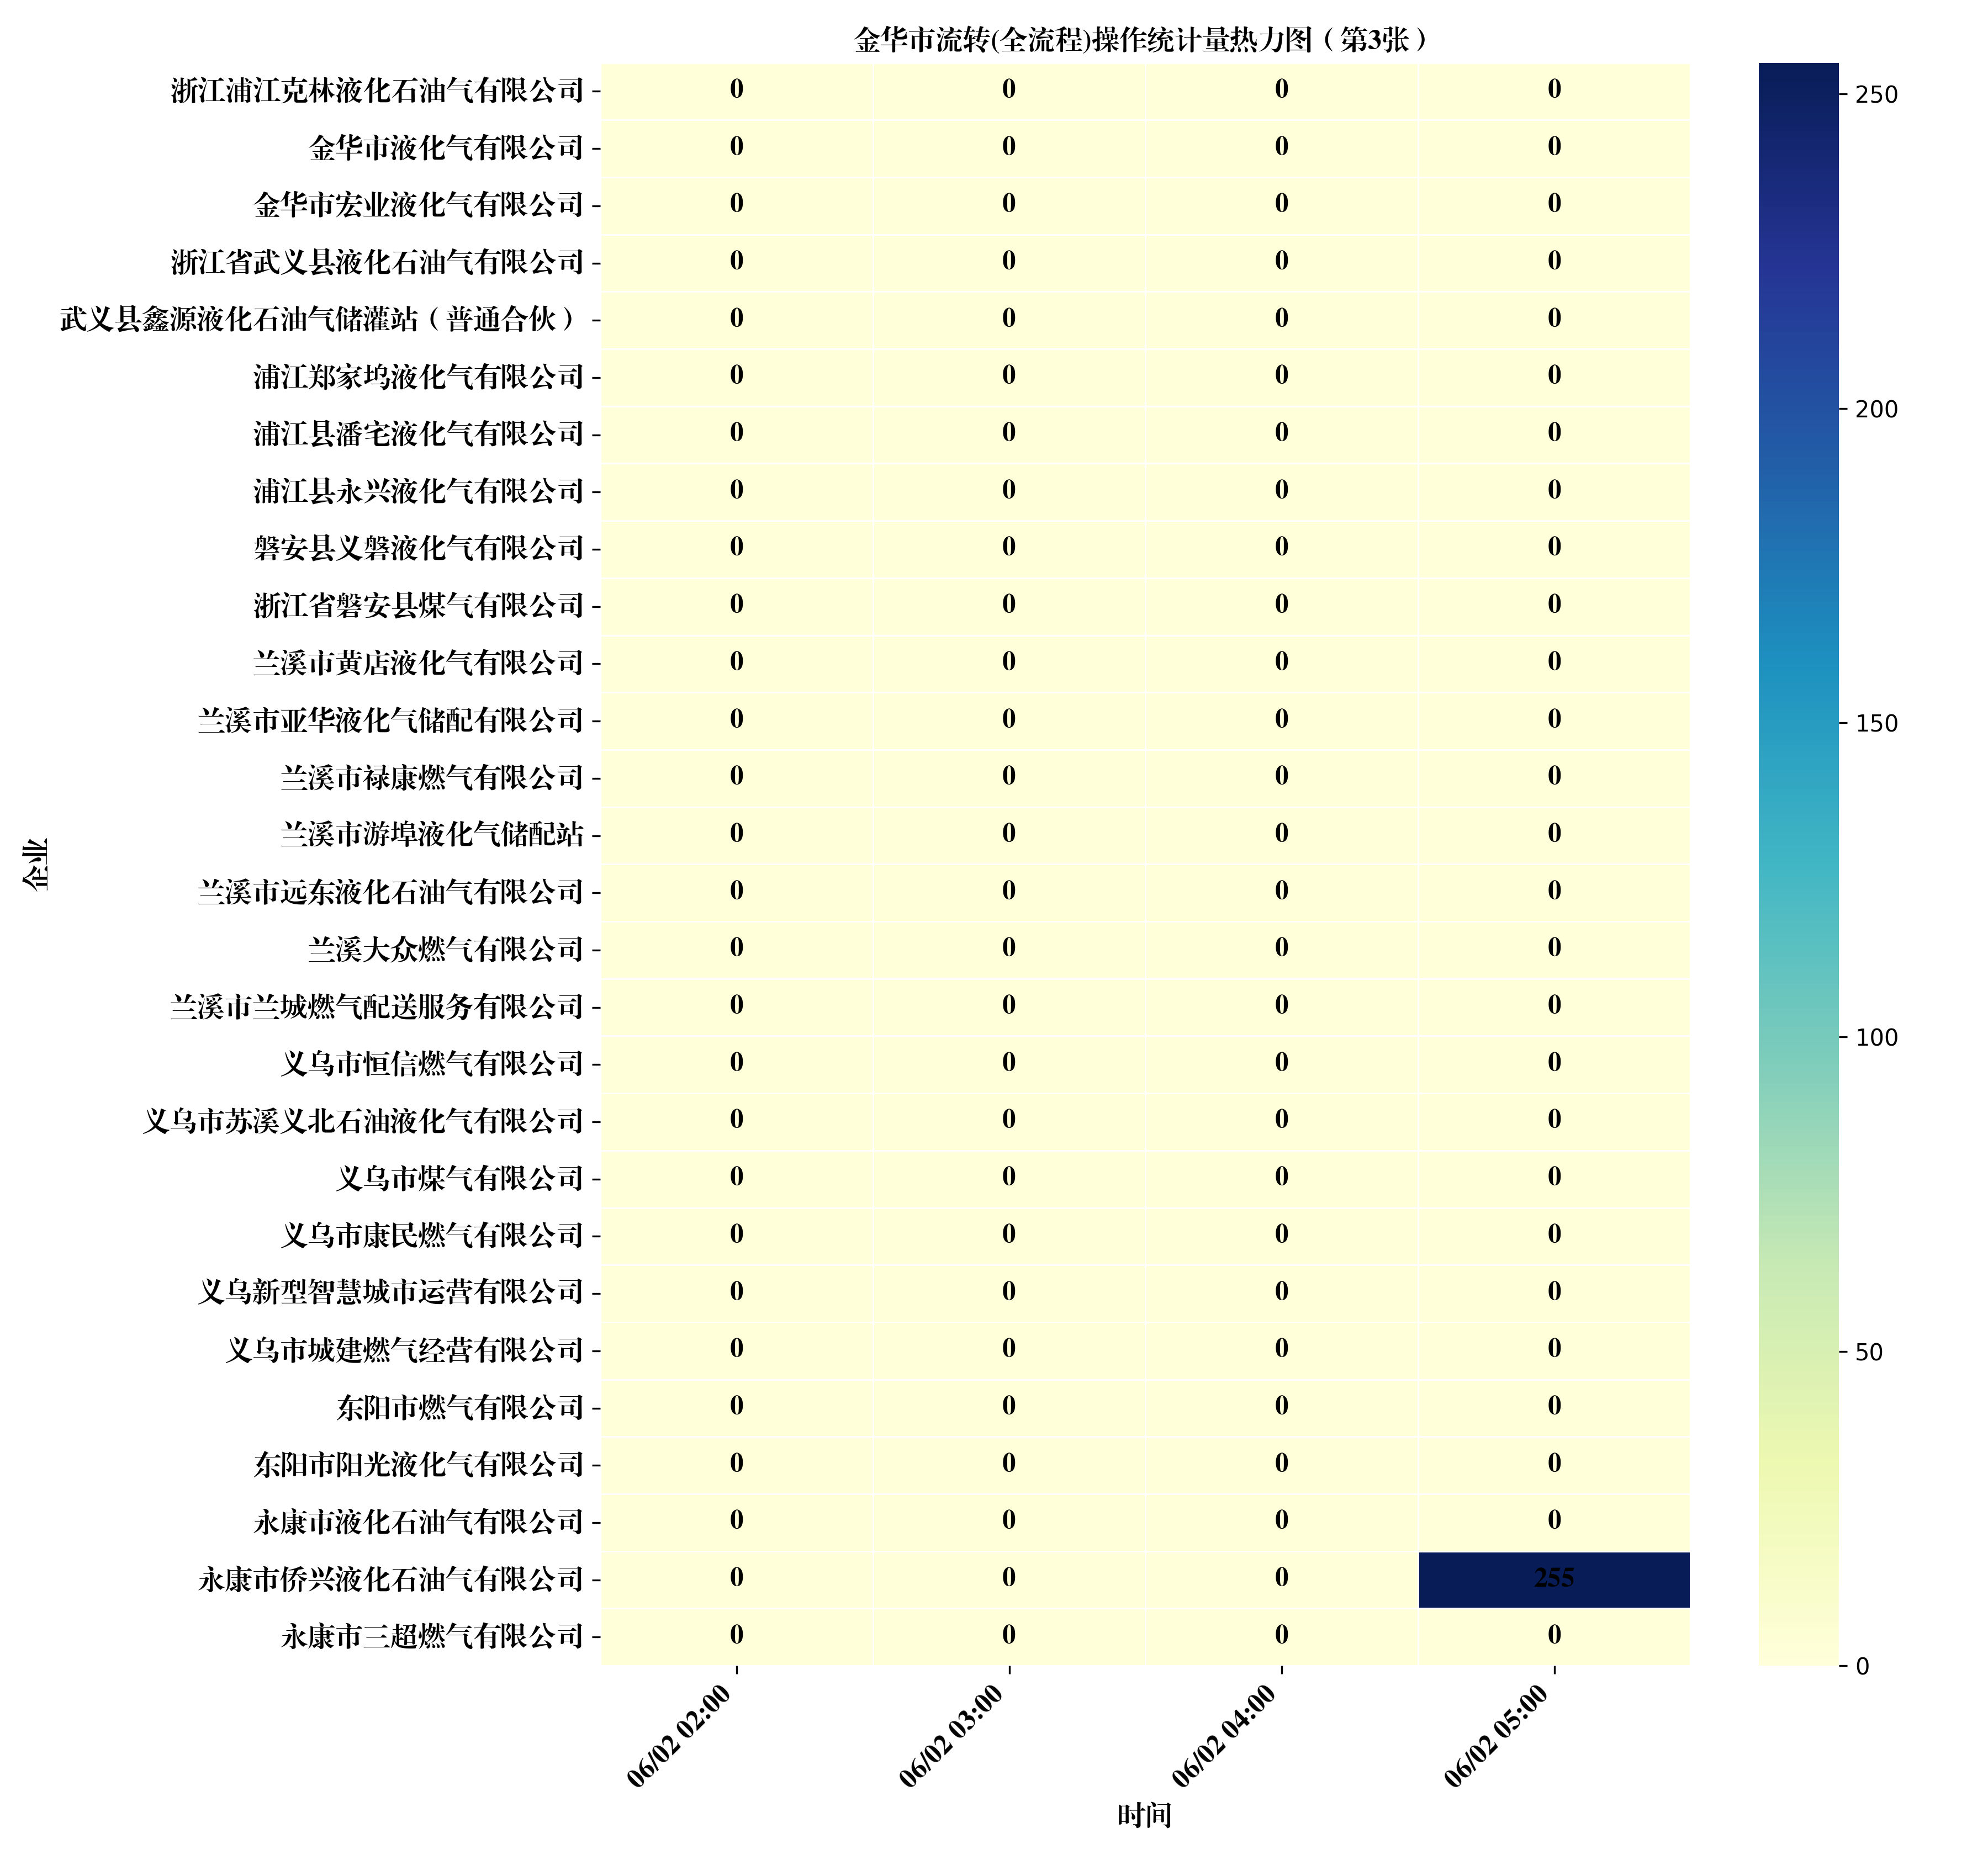 金华市流转(全流程)操作统计量热力图（第3张）
浙江浦江克林液化石油气有限公司 0 0 0 0
金华市液化气有限公司 0 0 0 0
金华市宏业液化气有限公司 0 0 0 0
浙江省武义县液化石油气有限公司 0 0 0 0
武义县鑫源液化石油气储灌站（普通合伙） 0 0 0 0
浦江郑家坞液化气有限公司 0 0 0 0
浦江县潘宅液化气有限公司 0 0 0 0
浦江县永兴液化气有限公司 0 0 0 0
磐安县义磐液化气有限公司 0 0 0 0
浙江省磐安县煤气有限公司 0 0 0 0
兰溪市黄店液化气有限公司 0 0 0 0
兰溪市亚华液化气储配有限公司 0 0 0 0
兰溪市禄康燃气有限公司 0 0 0 0
兰溪市游埠液化气储配站 0 0 0 0
兰溪市远东液化石油气有限公司 0 0 0 0
兰溪大众燃气有限公司 0 0 0 0
兰溪市兰城燃气配送服务有限公司 0 0 0 0
义乌市恒信燃气有限公司 0 0 0 0
义乌市苏溪义北石油液化气有限公司 0 0 0 0
义乌市煤气有限公司 0 0 0 0
义乌市康民燃气有限公司 0 0 0 0
义乌新型智慧城市运营有限公司 0 0 0 0
义乌市城建燃气经营有限公司 0 0 0 0
东阳市燃气有限公司 0 0 0 0
东阳市阳光液化气有限公司 0 0 0 0
永康市液化石油气有限公司 0 0 0 0
永康市侨兴液化石油气有限公司 0 0 0 255
永康市三超燃气有限公司 0 0 0 0
06/02 02:00 06/02 03:00 06/02 04:00 06/02 05:00
时间
企业
250
200
150
100
50
0